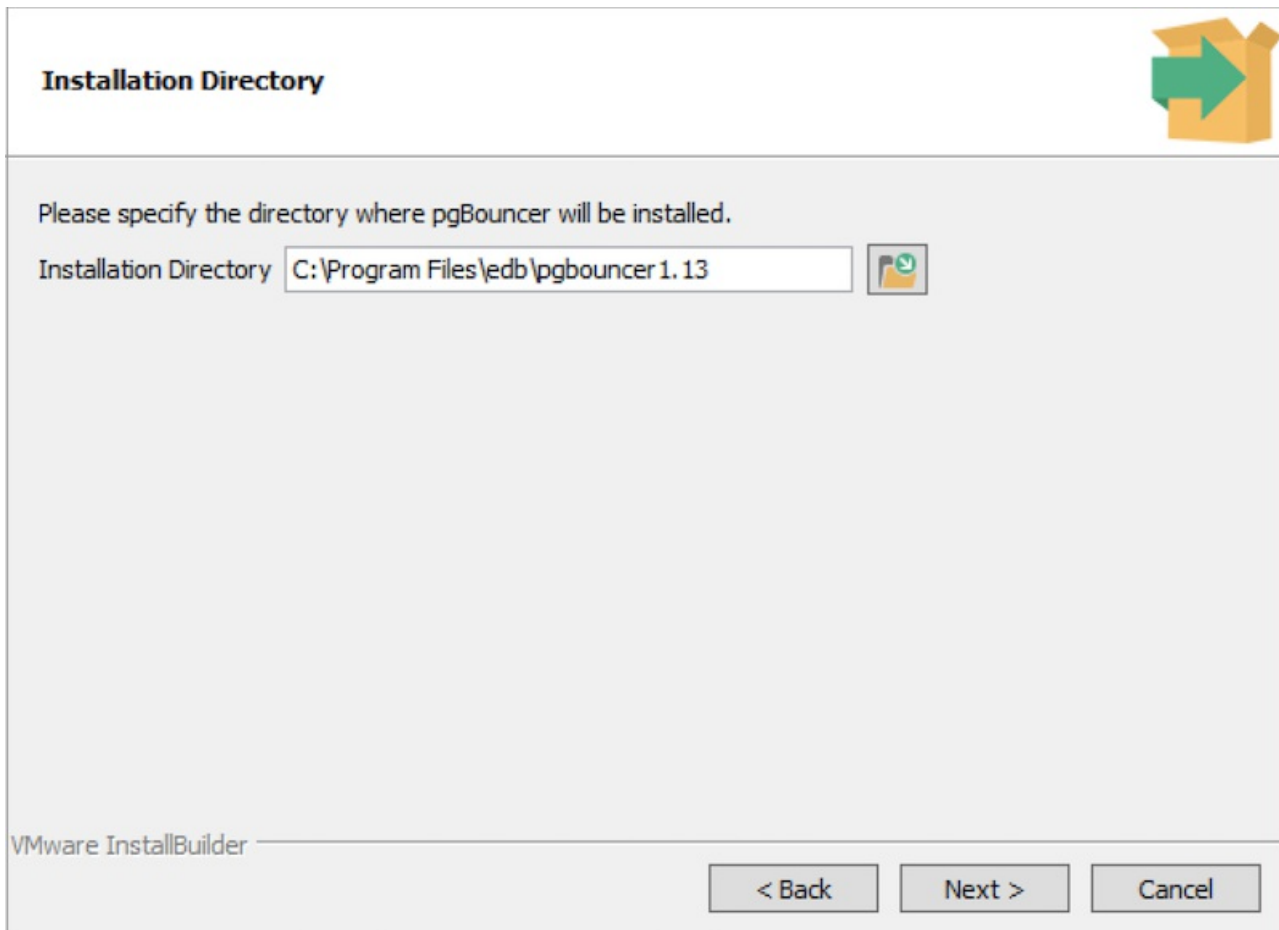 Installation Directory
Please specify the directory where pgBouncer will be installed.
Installation Directory C:\Program Files\edb\pgbouncer1.13
VMware InstallBuilder
< Back Next > Cancel